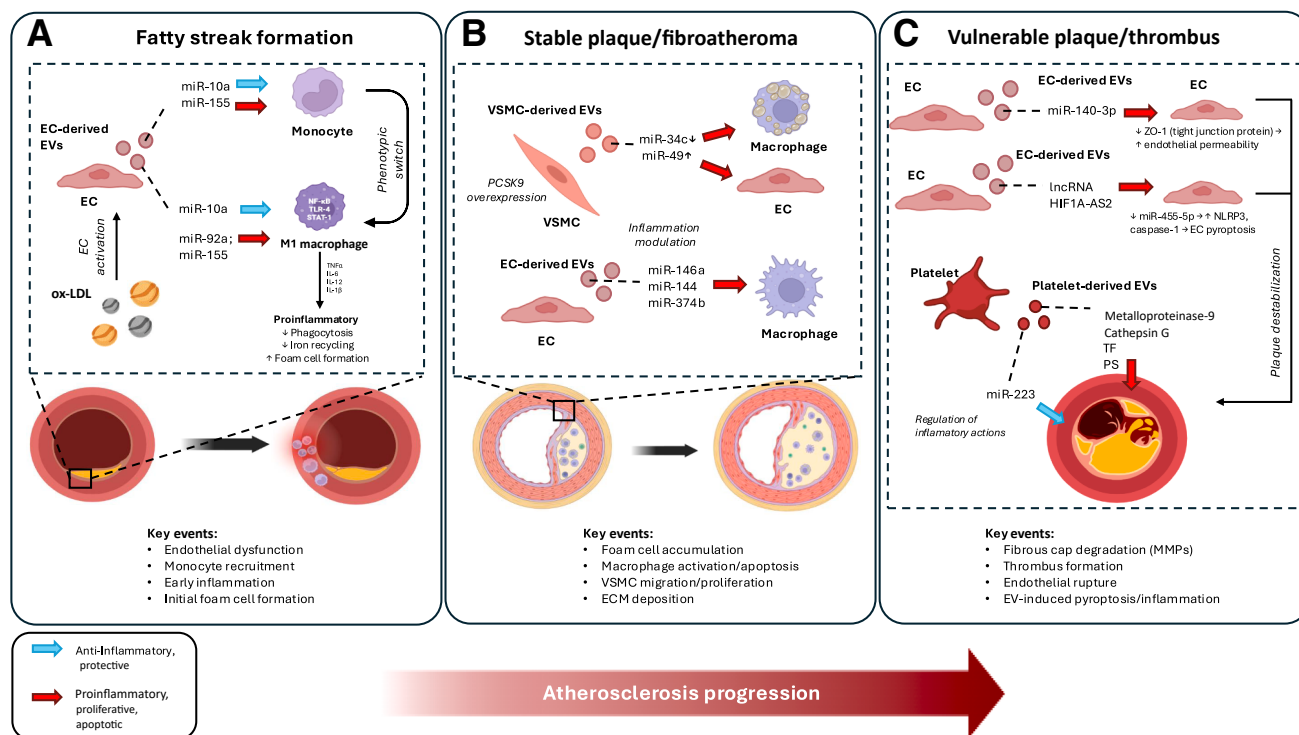 A
Fatty streak formation
EC-derived
EVs
EC
miR-10a
miR-155
Monocyte
Phenotypic
switch
miR-10a
miR-92a;
miR-155
NF-κB
TLR-4
STAT-1
M1 macrophage
EC
activation
ox-LDL
TNFα
IL-6
IL-12
IL-1β
Proinflammatory
↓ Phagocytosis
↓ Iron recycling
↑ Foam cell formation
Key events:
• Endothelial dysfunction
• Monocyte recruitment
• Early inflammation
• Initial foam cell formation
B
Stable plaque/fibroatheroma
VSMC-derived EVs
miR-34c↓
miR-49↑
Macrophage
PCSK9
overexpression
VSMC
EC
Inflammation
modulation
EC-derived EVs
miR-146a
miR-144
miR-374b
EC
Macrophage
Key events:
• Foam cell accumulation
• Macrophage activation/apoptosis
• VSMC migration/proliferation
• ECM deposition
C
Vulnerable plaque/thrombus
EC
EC-derived EVs
miR-140-3p
EC
↓ ZO-1 (tight junction protein) →
↑ endothelial permeability
EC
EC-derived EVs
lncRNA
HIF1A-AS2
EC
↓ miR-455-5p → ↑ NLRP3,
caspase-1 → EC pyroptosis
Platelet
Platelet-derived EVs
Metalloproteinase-9
Cathepsin G
TF
PS
miR-223
Regulation of
inflamatory actions
Plaque destabilization
Key events:
• Fibrous cap degradation (MMPs)
• Thrombus formation
• Endothelial rupture
• EV-induced pyroptosis/inflammation
Anti-Inflammatory,
protective
Proinflammatory,
proliferative,
apoptotic
Atherosclerosis progression